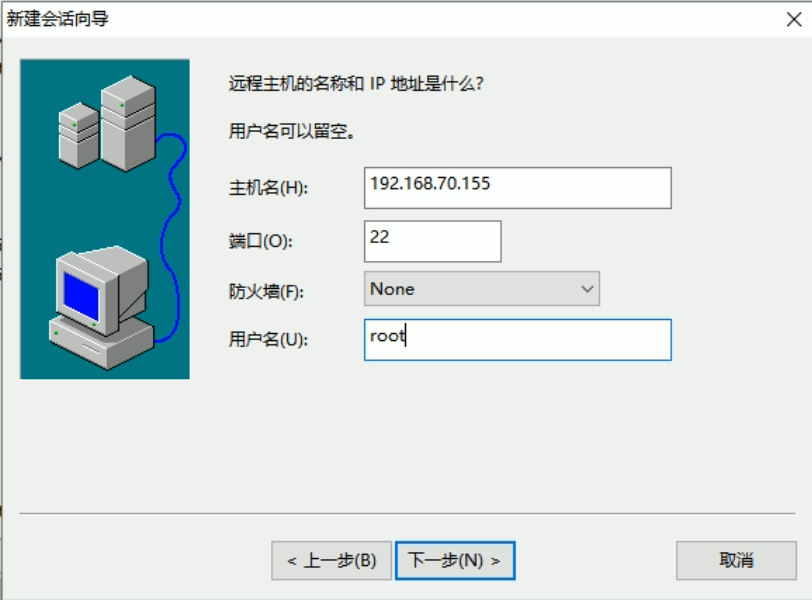 新建会话向导
远程主机的名称和 IP 地址是什么?
用户名可以留空。
主机名(H): 192.168.70.155
端口(O): 22
防火墙(F): None
用户名(U): root
< 上一步(B) 下一步(N) > 取消